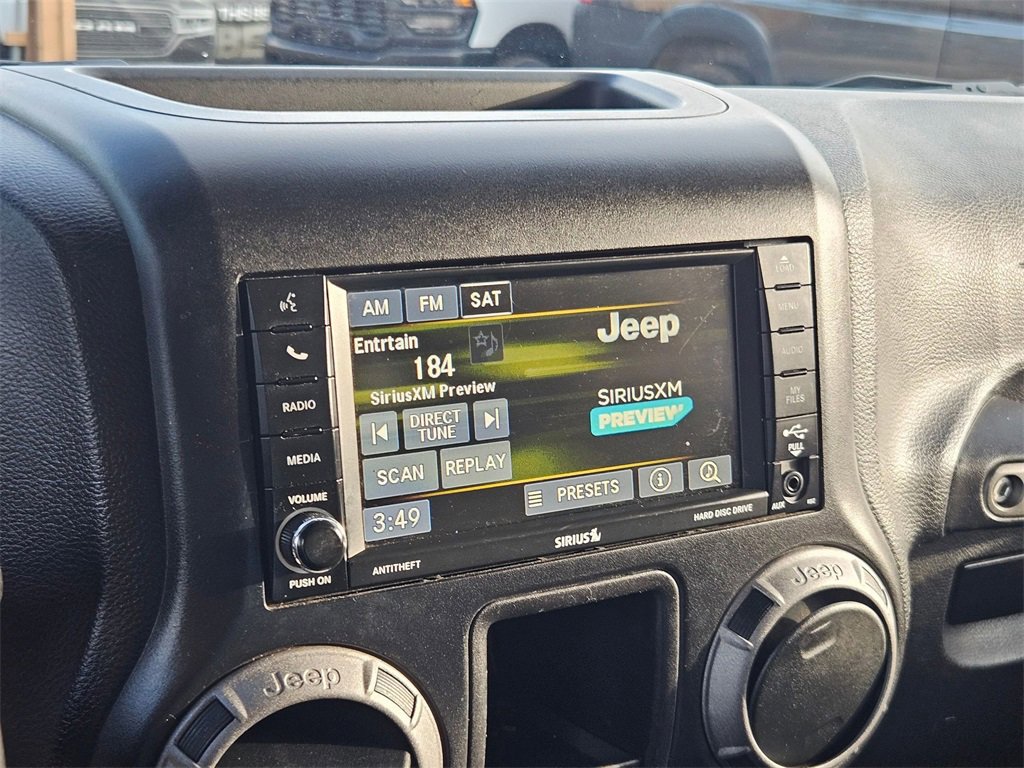 RAM
AM FM SAT
Entrtain
184
SiriusXM Preview
DIRECT
TUNE
SCAN REPLAY
PRESETS
3:49
Jeep
SIRIUSXM
PREVIEW
RADIO
MEDIA
VOLUME
PUSH ON
ANTITHEFT
SIRIUS
HARD DISC DRIVE
LOAD
MENU
AUDIO
MY
FILES
PULL
AUX
Jeep
Jeep